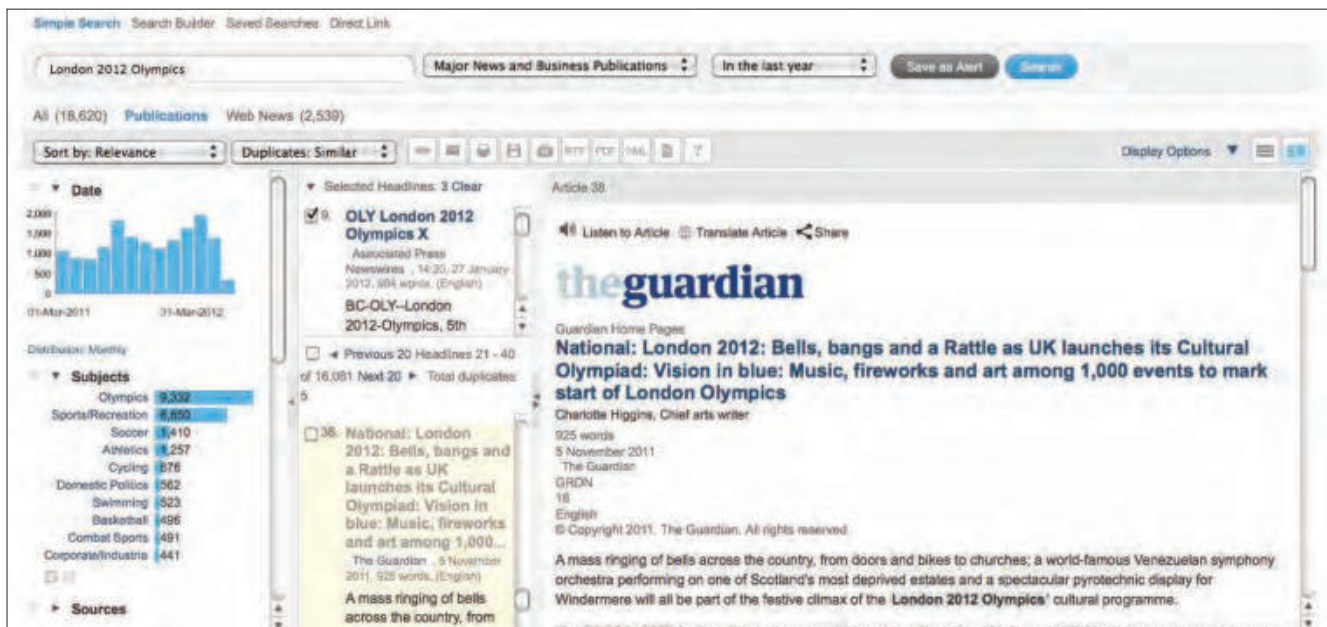 Simple Search Search Builder Saved Searches Direct Link
London 2012 Olympics
Major News and Business Publications
In the last year
Save as Alert
Search
All (18,620) Publications Web News (2,539)
Sort by: Relevance
Duplicates: Similar
RTF PDF XML
Display Options
Date
2,000
1,500
1,000
500
0
01-Mar-2011 31-Mar-2012
Distribution: Monthly
Subjects
Olympics 9,332
Sports/Recreation 6,650
Soccer 1,410
Athletics 1,257
Cycling 676
Domestic Politics 562
Swimming 523
Basketball 496
Combat Sports 491
Corporate/Industria 441
Sources
Selected Headlines: 3 Clear
9. OLY London 2012
Olympics X
Associated Press
Newswires , 14:20, 27 January
2012, 904 words, (English)
BC-OLY--London
2012-Olympics, 5th
Previous 20 Headlines 21 - 40
of 16,081 Next 20 Total duplicates:
5
38. National: London
2012: Bells, bangs and
a Rattle as UK
launches its Cultural
Olympiad: Vision in
blue: Music, fireworks
and art among 1,000...
The Guardian , 5 November
2011, 925 words, (English)
A mass ringing of bells
across the country, from
Article 38
Listen to Article Translate Article Share
theguardian
Guardian Home Pages
National: London 2012: Bells, bangs and a Rattle as UK launches its Cultural
Olympiad: Vision in blue: Music, fireworks and art among 1,000 events to mark
start of London Olympics
Charlotte Higgins, Chief arts writer
925 words
5 November 2011
The Guardian
GRDN
16
English
© Copyright 2011. The Guardian. All rights reserved
A mass ringing of bells across the country, from doors and bikes to churches; a world-famous Venezuelan symphony
orchestra performing on one of Scotland's most deprived estates and a spectacular pyrotechnic display for
Windermere will all be part of the festive climax of the London 2012 Olympics' cultural programme.